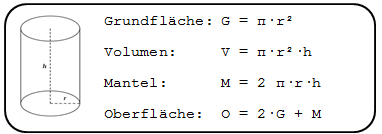 Grundfläche: G = π·r²
Volumen: V = π·r²·h
h
Mantel: M = 2 π·r·h
r
Oberfläche: O = 2·G + M